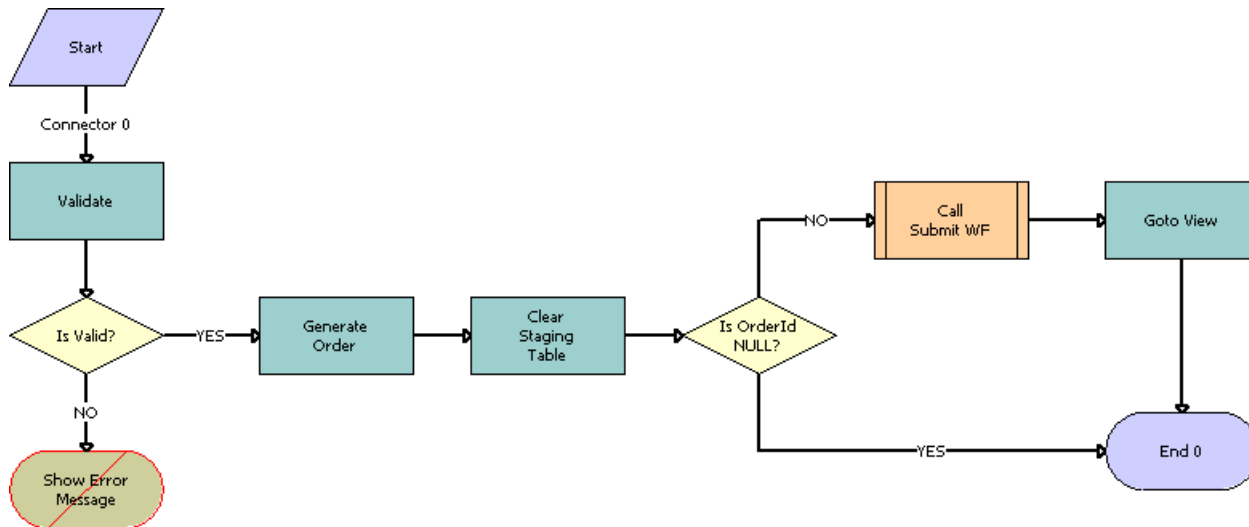 Start
Connector 0
Validate
Is Valid?
YES
Generate
Order
Clear
Staging
Table
Is OrderId
NULL?
NO
Call
Submit WF
Goto View
NO
Show Error
Message
YES
End 0